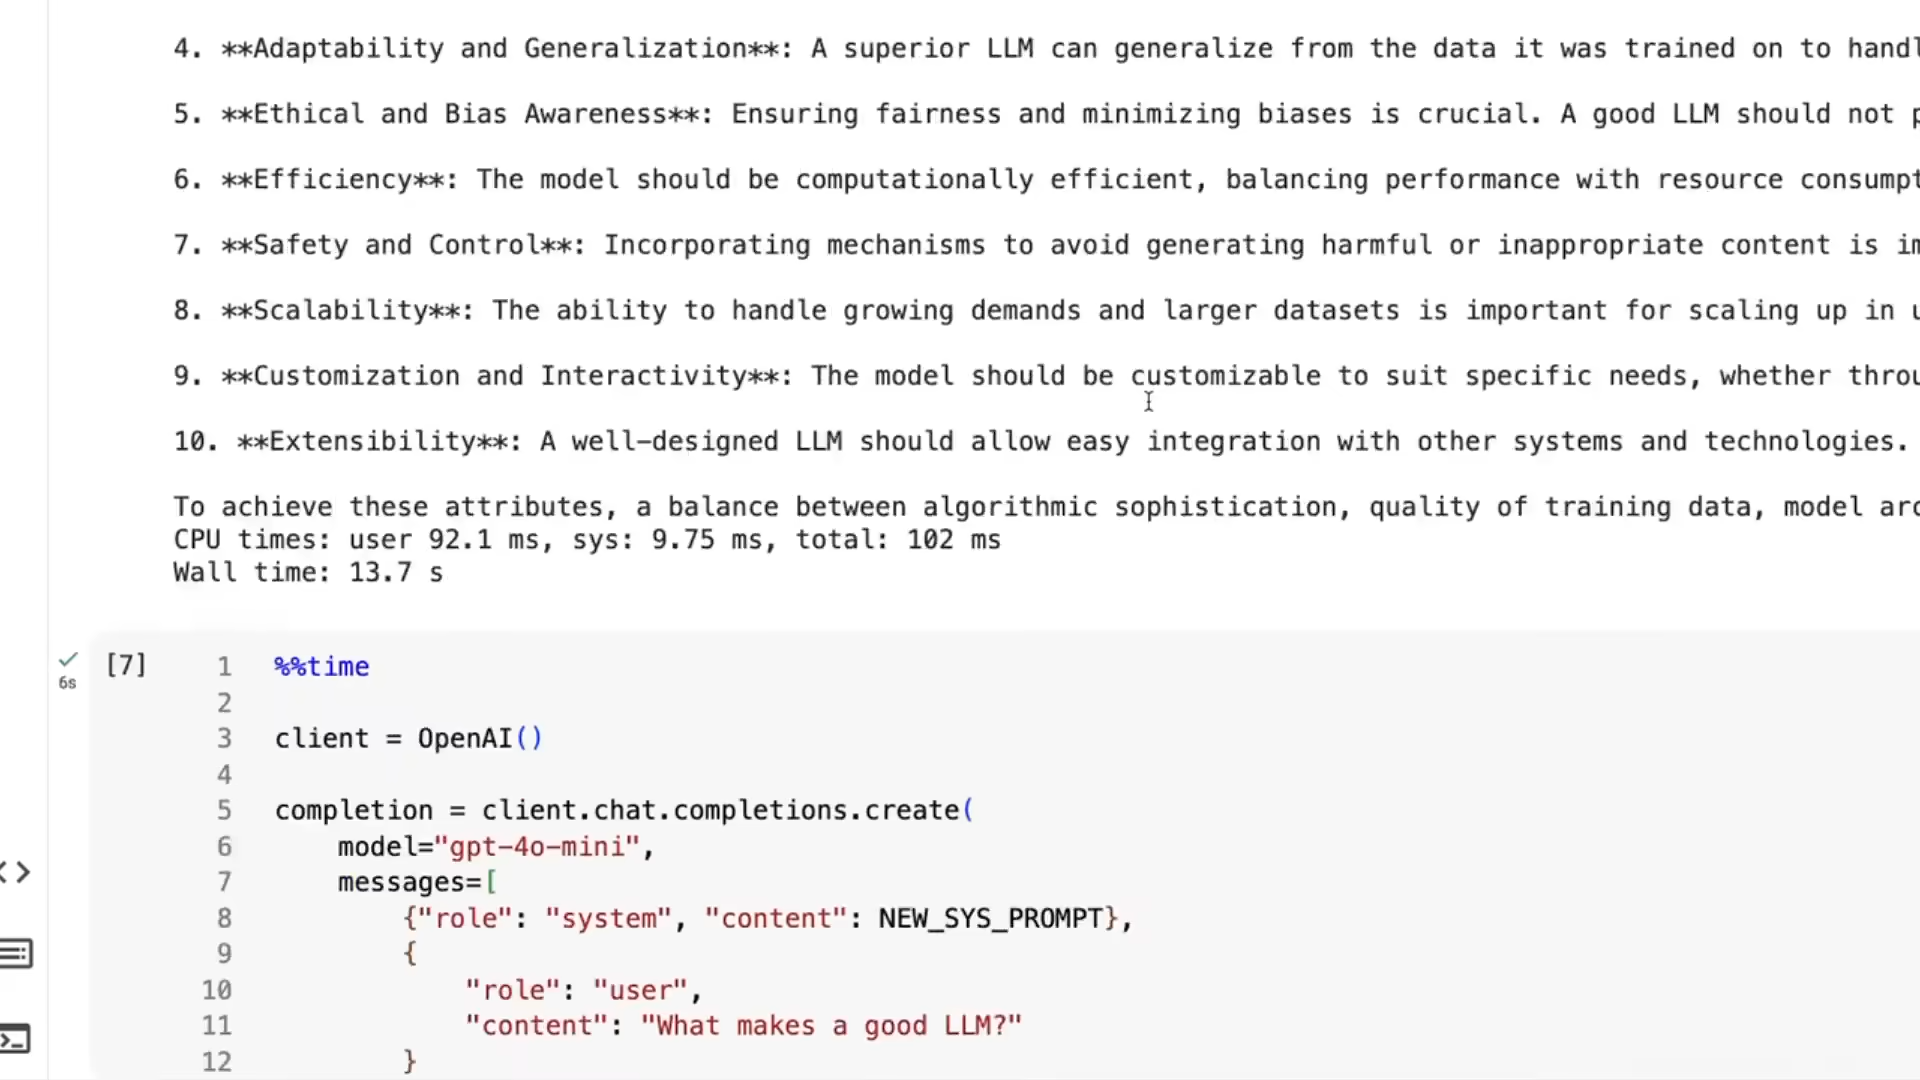 4. **Adaptability and Generalization**: A superior LLM can generalize from the data it was trained on to
5. **Ethical and Bias Awareness**: Ensuring fairness and minimizing biases is crucial. A good LLM should not
6. **Efficiency**: The model should be computationally efficient, balancing performance with resource
7. **Safety and Control**: Incorporating mechanisms to avoid generating harmful or inappropriate content is
8. **Scalability**: The ability to handle growing demands and larger datasets is important for scaling up in
9. **Customization and Interactivity**: The model should be customizable to suit specific needs, whether
10. **Extensibility**: A well-designed LLM should allow easy integration with other systems and technologies.
To achieve these attributes, a balance between algorithmic sophistication, quality of training data, model
CPU times: user 92.1 ms, sys: 9.75 ms, total: 102 ms
Wall time: 13.7 s
[7] 1 %%time
6s
2
3 client = OpenAI()
4
5 completion = client.chat.completions.create(
6 model="gpt-4o-mini",
7 messages=[
8 {"role": "system", "content": NEW_SYS_PROMPT},
9 {
10 "role": "user",
11 "content": "What makes a good LLM?"
12 }